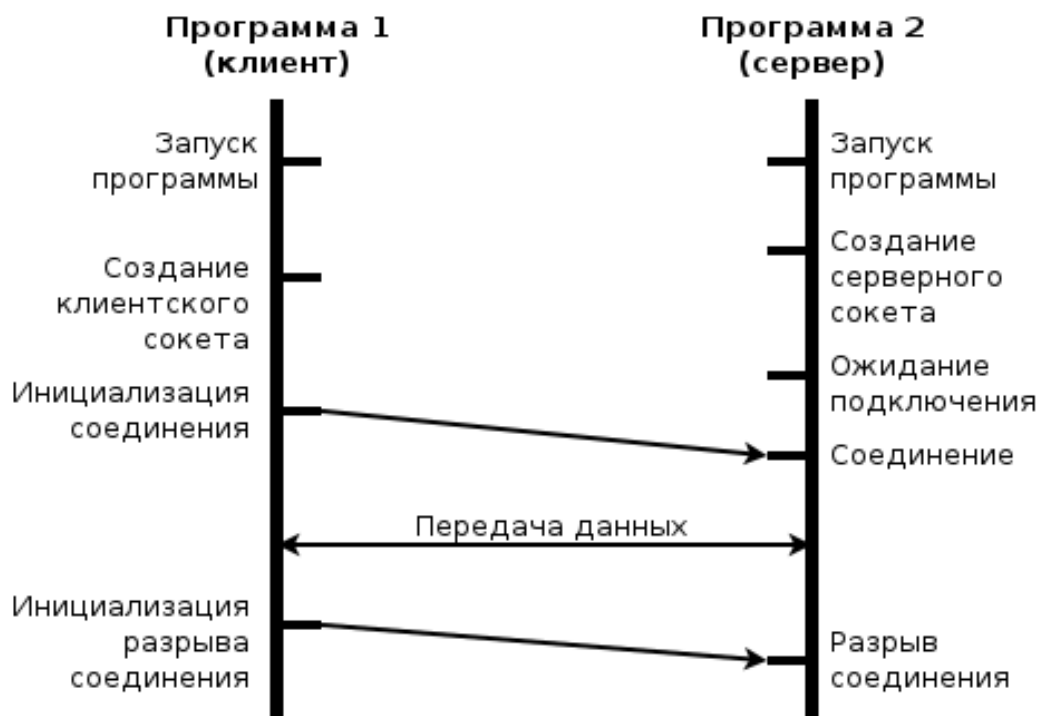 Программа 1
(клиент)
Программа 2
(сервер)
Запуск
программы
Запуск
программы
Создание
клиентского
сокета
Создание
серверного
сокета
Инициализация
соединения
Ожидание
подключения
Соединение
Передача данных
Инициализация
разрыва
соединения
Разрыв
соединения